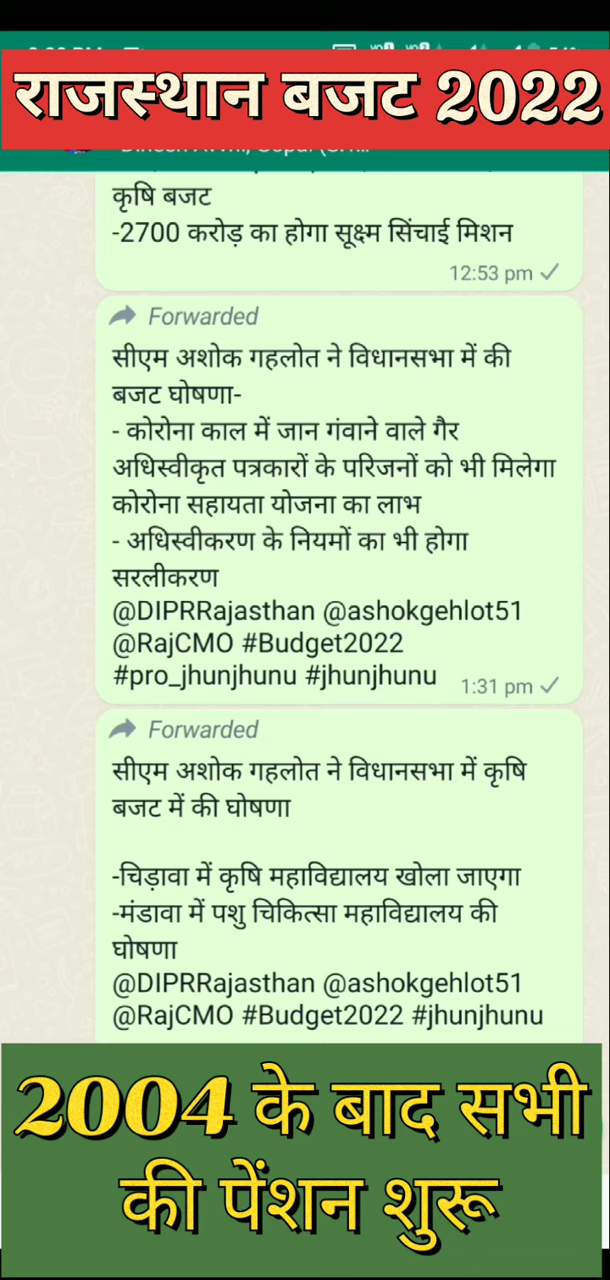 राजस्थान बजट 2022
कृषि बजट
-2700 करोड़ का होगा सूक्ष्म सिंचाई मिशन
12:53 pm
Forwarded
सीएम अशोक गहलोत ने विधानसभा में की
बजट घोषणा-
- कोरोना काल में जान गंवाने वाले गैर
अधिस्वीकृत पत्रकारों के परिजनों को भी मिलेगा
कोरोना सहायता योजना का लाभ
- अधिस्वीकरण के नियमों का भी होगा
सरलीकरण
@DIPRRajasthan @ashokgehlot51
@RajCMO #Budget2022
#pro_jhunjhunu #jhunjhunu 1:31 pm
Forwarded
सीएम अशोक गहलोत ने विधानसभा में कृषि
बजट में की घोषणा
-चिड़ावा में कृषि महाविद्यालय खोला जाएगा
-मंडावा में पशु चिकित्सा महाविद्यालय की
घोषणा
@DIPRRajasthan @ashokgehlot51
@RajCMO #Budget2022 #jhunjhunu
2004 के बाद सभी
की पेंशन शुरू